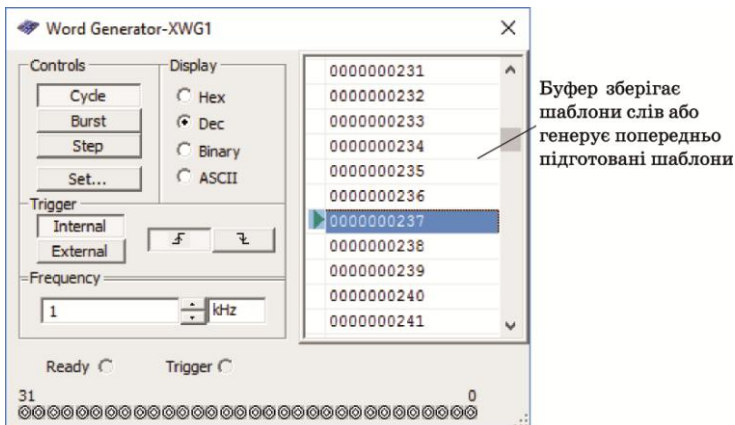 Word Generator-XWG1
Controls
Cycle
Burst
Step
Set...
Display
Hex
Dec
Binary
ASCII
Trigger
Internal
External
Frequency
1
kHz
0000000231
0000000232
0000000233
0000000234
0000000235
0000000236
0000000237
0000000238
0000000239
0000000240
0000000241
Ready
Trigger
31
0
Буфер зберігає
шаблони слів або
генерує попередньо
підготовані шаблони